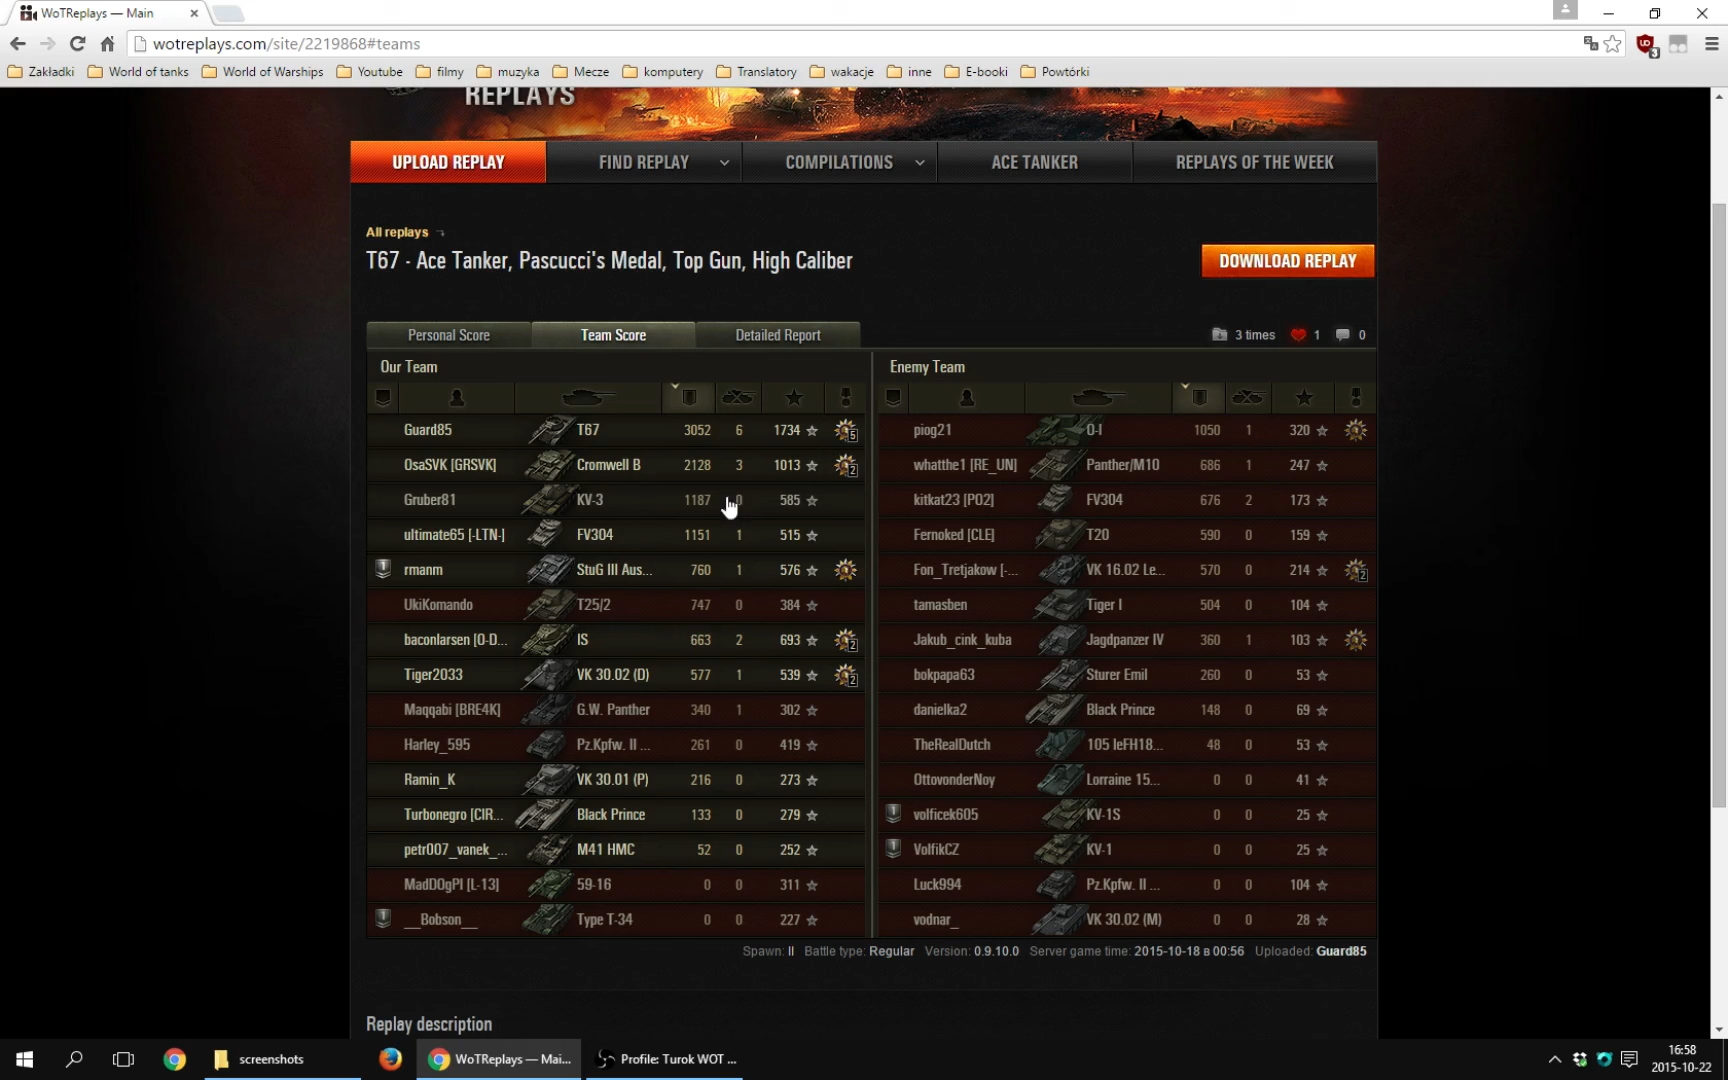 WoTReplays — Main
wotreplays.com/site/2219868#teams
Zakładki World of tanks World of Warships Youtube filmy muzyka Mecze komputery Translatory wakacje inne E-booki Powtórki
REPLAYS
UPLOAD REPLAY FIND REPLAY COMPILATIONS ACE TANKER REPLAYS OF THE WEEK
All replays
T67 - Ace Tanker, Pascucci's Medal, Top Gun, High Caliber
DOWNLOAD REPLAY
Personal Score Team Score Detailed Report 3 times 1 0
Our Team Enemy Team
Guard85 T67 3052 6 1734 5 piog21 O-I 1050 1 320
OsaSVK [GRSVK] Cromwell B 2128 3 1013 2 whatthe1 [RE_UN] Panther/M10 686 1 247
Gruber81 KV-3 1187 0 585 kitkat23 [PO2] FV304 676 2 173
ultimate65 [-LTN-] FV304 1151 1 515 Fernoked [CLE] T20 590 0 159
1 rmanm StuG III Aus... 760 1 576 Fon_Tretjakow [-... VK 16.02 Le... 570 0 214 2
UkiKomando T25/2 747 0 384 tamasben Tiger I 504 0 104
baconlarsen [O-D... IS 663 2 693 2 Jakub_cink_kuba Jagdpanzer IV 360 1 103
Tiger2033 VK 30.02 (D) 577 1 539 2 bokpapa63 Sturer Emil 260 0 53
Maqqabi [BRE4K] G.W. Panther 340 1 302 danielka2 Black Prince 148 0 69
Harley_595 Pz.Kpfw. II ... 261 0 419 TheRealDutch 105 leFH18... 48 0 53
Ramin_K VK 30.01 (P) 216 0 273 OttovonderNoy Lorraine 15... 0 0 41
Turbonegro [CIR... Black Prince 133 0 279 1 volficek605 KV-1S 0 0 25
petr007_vanek_... M41 HMC 52 0 252 1 VolfikCZ KV-1 0 0 25
MadD0gPl [L-13] 59-16 0 0 311 Luck994 Pz.Kpfw. II ... 0 0 104
1 __Bobson__ Type T-34 0 0 227 vodnar_ VK 30.02 (M) 0 0 28
Spawn: II Battle type: Regular Version: 0.9.10.0 Server game time: 2015-10-18 в 00:56 Uploaded: Guard85
Replay description
screenshots WoTReplays — Mai... Profile: Turok WOT ... 16:58
2015-10-22